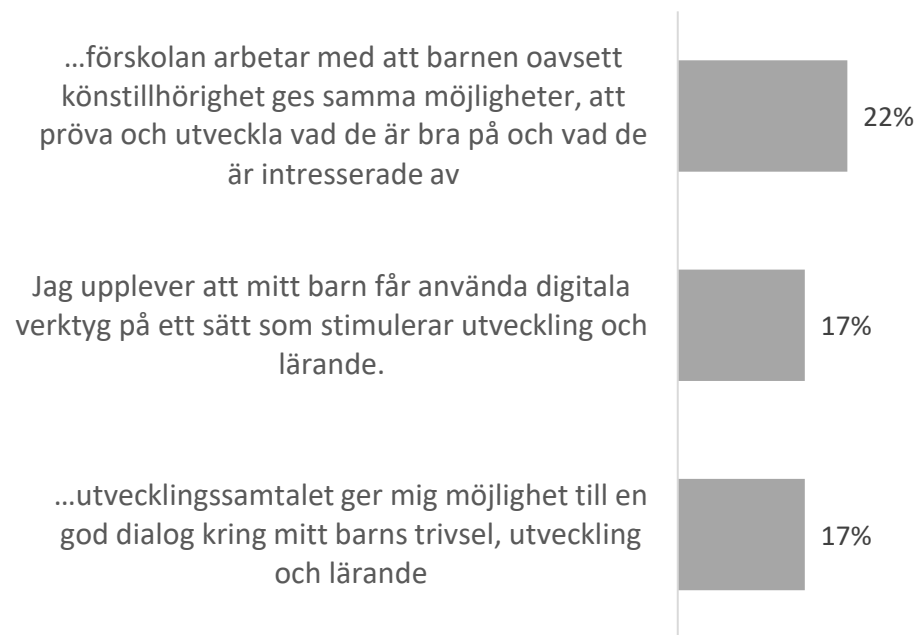 ...förskolan arbetar med att barnen oavsett
könstillhörighet ges samma möjligheter, att
pröva och utveckla vad de är bra på och vad de
är intresserade av
22%
Jag upplever att mitt barn får använda digitala
verktyg på ett sätt som stimulerar utveckling och
lärande.
17%
...utvecklingssamtalet ger mig möjlighet till en
god dialog kring mitt barns trivsel, utveckling
och lärande
17%